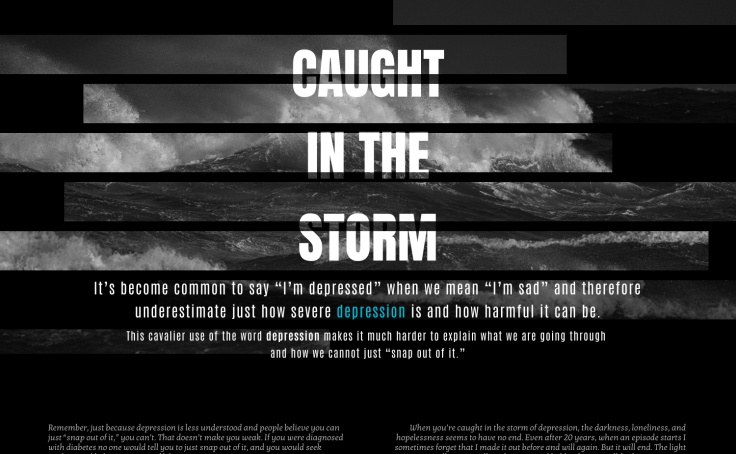 CAUGHT
IN THE
STORM
It's become common to say “I'm depressed” when we mean “I'm sad” and therefore
underestimate just how severe depression is and how harmful it can be.
This cavalier use of the word depression makes it much harder to explain what we are going through
and how we cannot just “snap out of it.”
Remember, just because depression is less understood and people believe you can
just “snap out of it,” you can't. That doesn't make you weak. If you were diagnosed
with diabetes no one would tell you to just snap out of it, and you would seek
When you're caught in the storm of depression, the darkness, loneliness, and
hopelessness seems to have no end. Even after 20 years, when an episode starts I
sometimes forget that I made it out before and will again. But it will end. The light